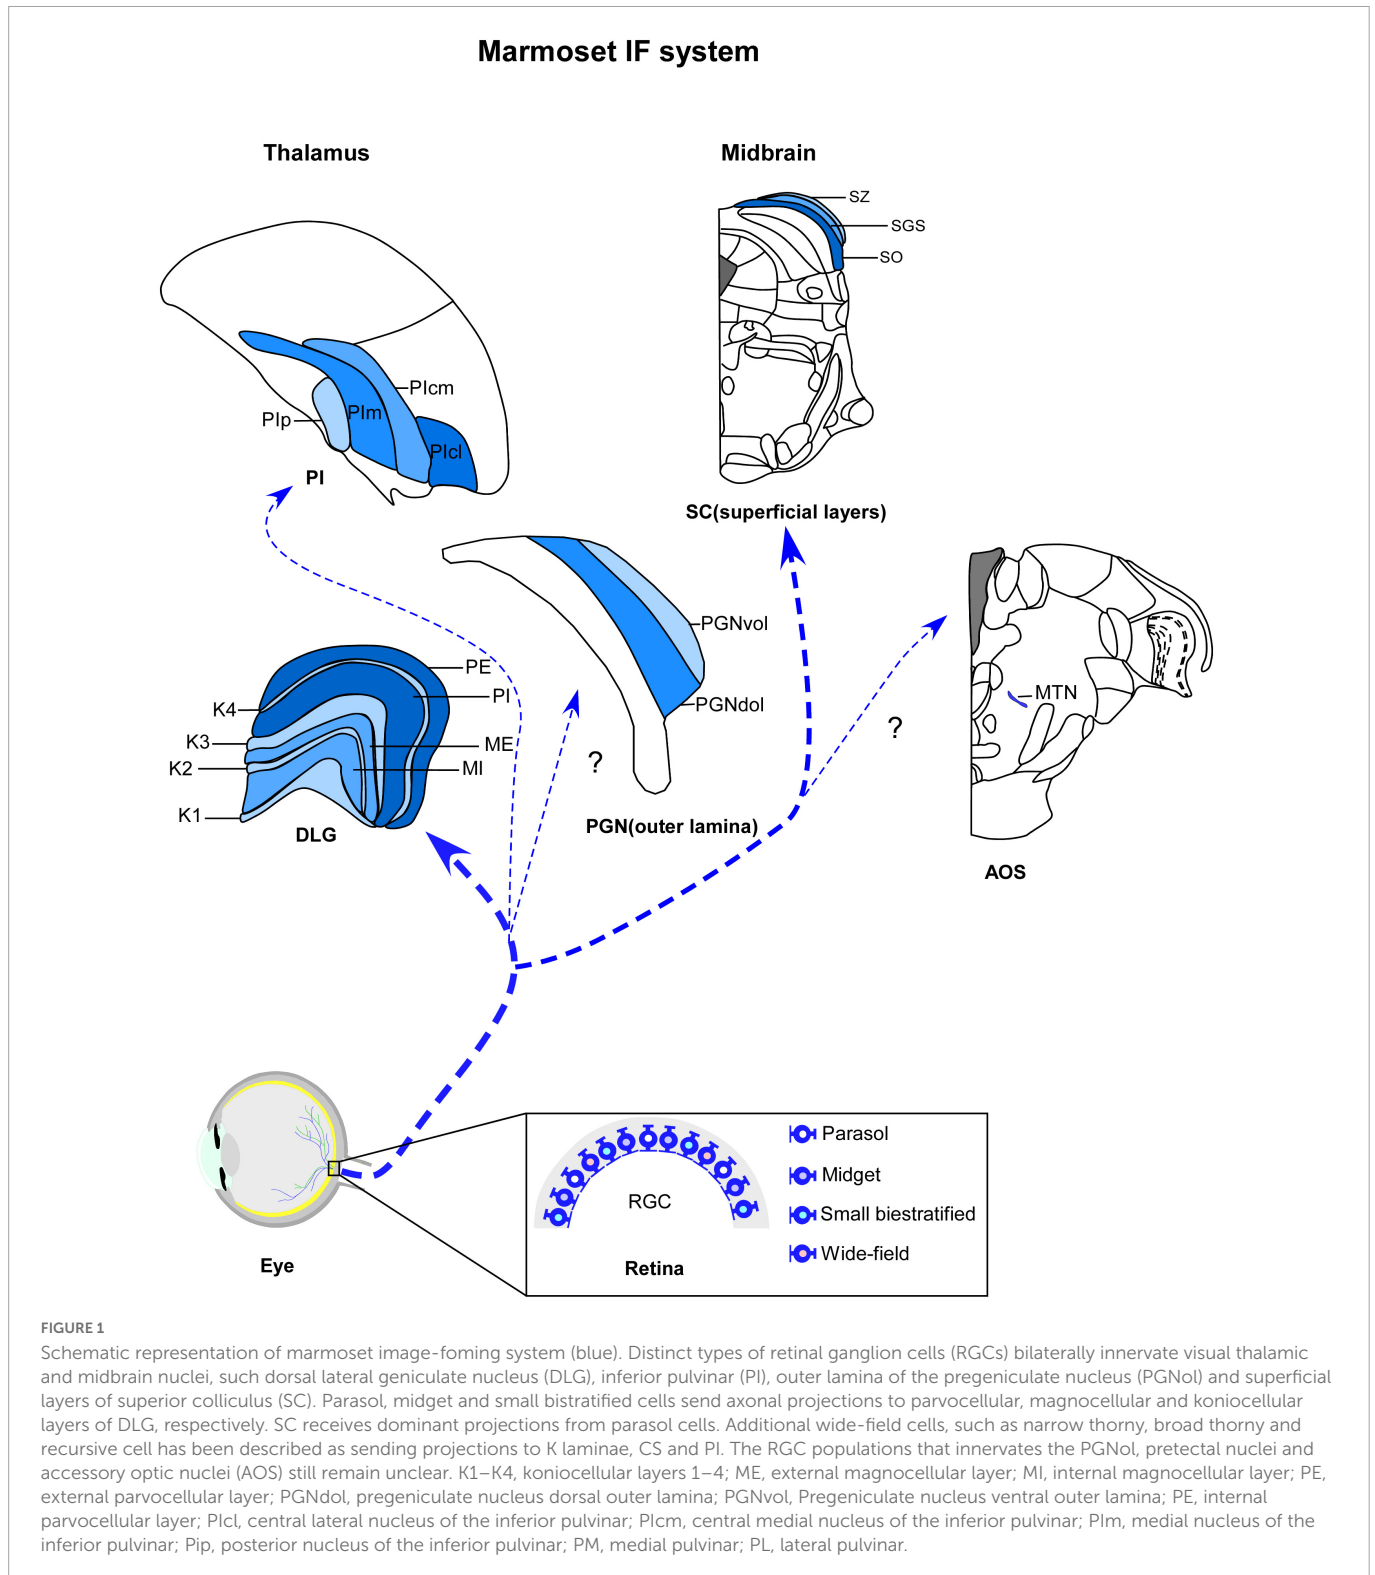 Marmoset IF system
Thalamus
Midbrain
SZ
SGS
SO
PIcm
PIp
PIm
PIcl
PI
SC(superficial layers)
PGNvol
PGNdol
?
PGN(outer lamina)
PE
PI
K4
K3
ME
K2
MI
K1
DLG
?
MTN
AOS
Parasol
Midget
RGC
Small biestratified
Wide-field
Eye
Retina
FIGURE 1
Schematic representation of marmoset image-foming system (blue). Distinct types of retinal ganglion cells (RGCs) bilaterally innervate visual thalamic
and midbrain nuclei, such dorsal lateral geniculate nucleus (DLG), inferior pulvinar (PI), outer lamina of the pregeniculate nucleus (PGNol) and superficial
layers of superior colliculus (SC). Parasol, midget and small bistratified cells send axonal projections to parvocellular, magnocellular and koniocellular
layers of DLG, respectively. SC receives dominant projections from parasol cells. Additional wide-field cells, such as narrow thorny, broad thorny and
recursive cell has been described as sending projections to K laminae, CS and PI. The RGC populations that innervates the PGNol, pretectal nuclei and
accessory optic nuclei (AOS) still remain unclear. K1–K4, koniocellular layers 1–4; ME, external magnocellular layer; MI, internal magnocellular layer; PE,
external parvocellular layer; PGNdol, pregeniculate nucleus dorsal outer lamina; PGNvol, Pregeniculate nucleus ventral outer lamina; PE, internal
parvocellular layer; PIcl, central lateral nucleus of the inferior pulvinar; PIcm, central medial nucleus of the inferior pulvinar; PIm, medial nucleus of the
inferior pulvinar; Pip, posterior nucleus of the inferior pulvinar; PM, medial pulvinar; PL, lateral pulvinar.